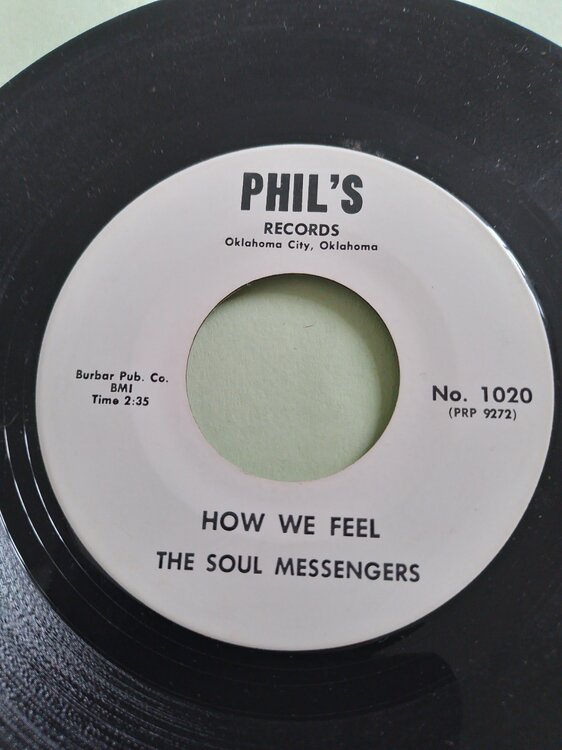 PHIL'S
RECORDS
Oklahoma City, Oklahoma
Burbar Pub. Co.
BMI
Time 2:35
No. 1020
(PRP 9272)
HOW WE FEEL
THE SOUL MESSENGERS